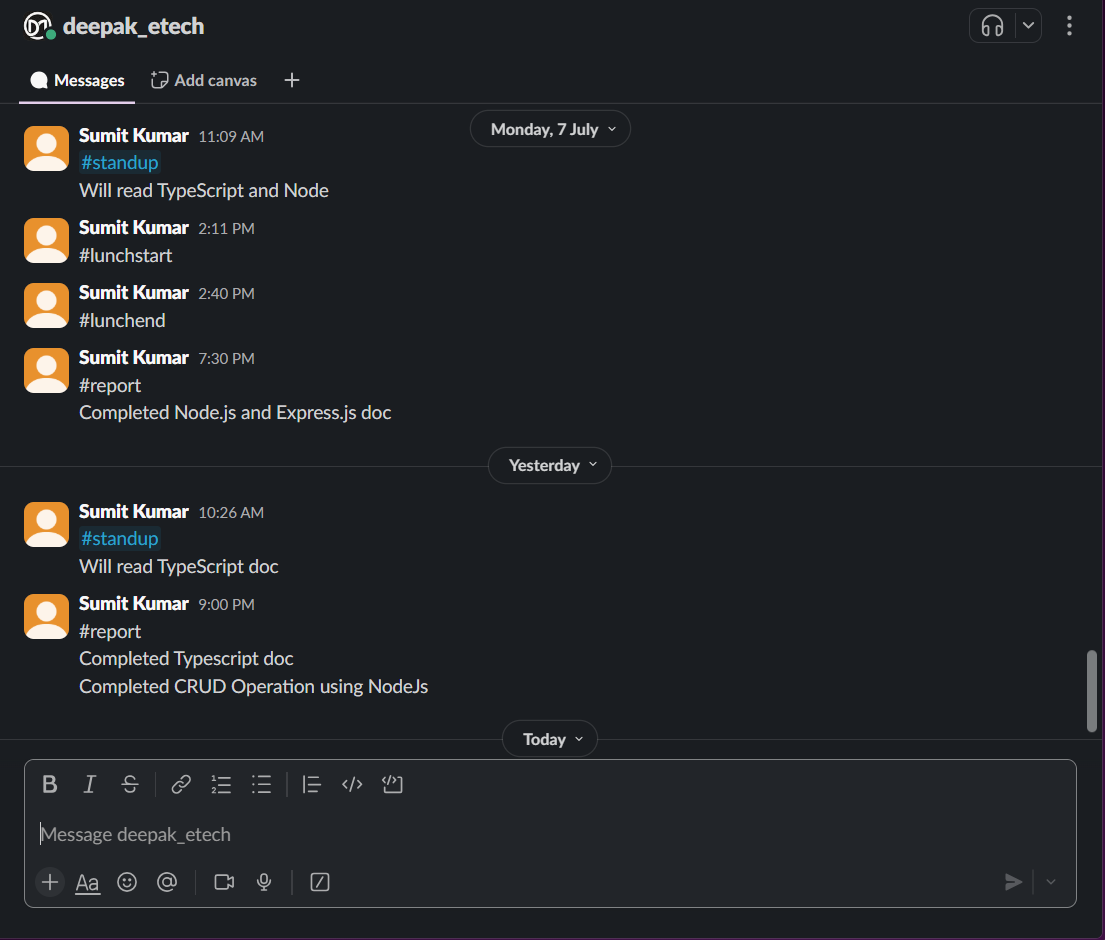 deepak_etech
Messages
Add canvas
Monday, 7 July
Sumit Kumar 11:09 AM
#standup
Will read TypeScript and Node
Sumit Kumar 2:11 PM
#lunchstart
Sumit Kumar 2:40 PM
#lunchend
Sumit Kumar 7:30 PM
#report
Completed Node.js and Express.js doc
Yesterday
Sumit Kumar 10:26 AM
#standup
Will read TypeScript doc
Sumit Kumar 9:00 PM
#report
Completed Typescript doc
Completed CRUD Operation using NodeJs
Today
Message deepak_etech
Aa